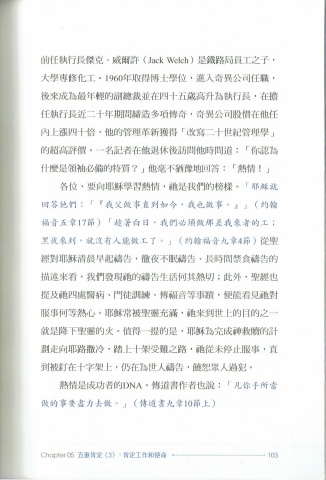 前任執行長傑克．威爾許（Jack Welch）是鐵路局員工之子，
大學專修化工，1960年取得博士學位，進入奇異公司任職，
後來成為最年輕的副總裁並在四十五歲高升為執行長，在擔
任執行長近二十年期間締造多項傳奇，奇異公司股價在他任
內上漲四十倍，他的管理革新獲得「改寫二十世紀管理學」
的超高評價。一名記者在他退休後訪問他時問道：「你認為
什麼是領袖必備的特質？」他毫不猶豫地回答：「熱情！」
各位，要向耶穌學習熱情，祂是我們的榜樣。「耶穌就
回答他們：『我父做事直到如今，我也做事。』」（約翰
福音五章17節）「趁著白日，我們必須做那差我來者的工；
黑夜來到，就沒有人能做工了。」（約翰福音九章4節）從聖
經對耶穌清晨早起禱告、徹夜不眠禱告、長時間禁食禱告的
描述來看，我們發現祂的禱告生活何其熱切；此外，聖經也
提及祂四處醫病、門徒訓練、傳福音等事蹟，便能看見祂對
服事何等熱心。耶穌常被聖靈充滿，祂來到世上的目的之一
就是降下聖靈的火。值得一提的是，耶穌為完成神救贖的計
劃走向耶路撒冷，踏上十架受難之路，祂從未停止服事，直
到被釘在十字架上，仍在為世人禱告，饒恕眾人過犯。
熱情是成功者的DNA。傳道書作者也說：「凡你手所當
做的事要盡力去做。」（傳道書九章10節上）
Chapter 05 五重肯定（3）：肯定工作和使命 103